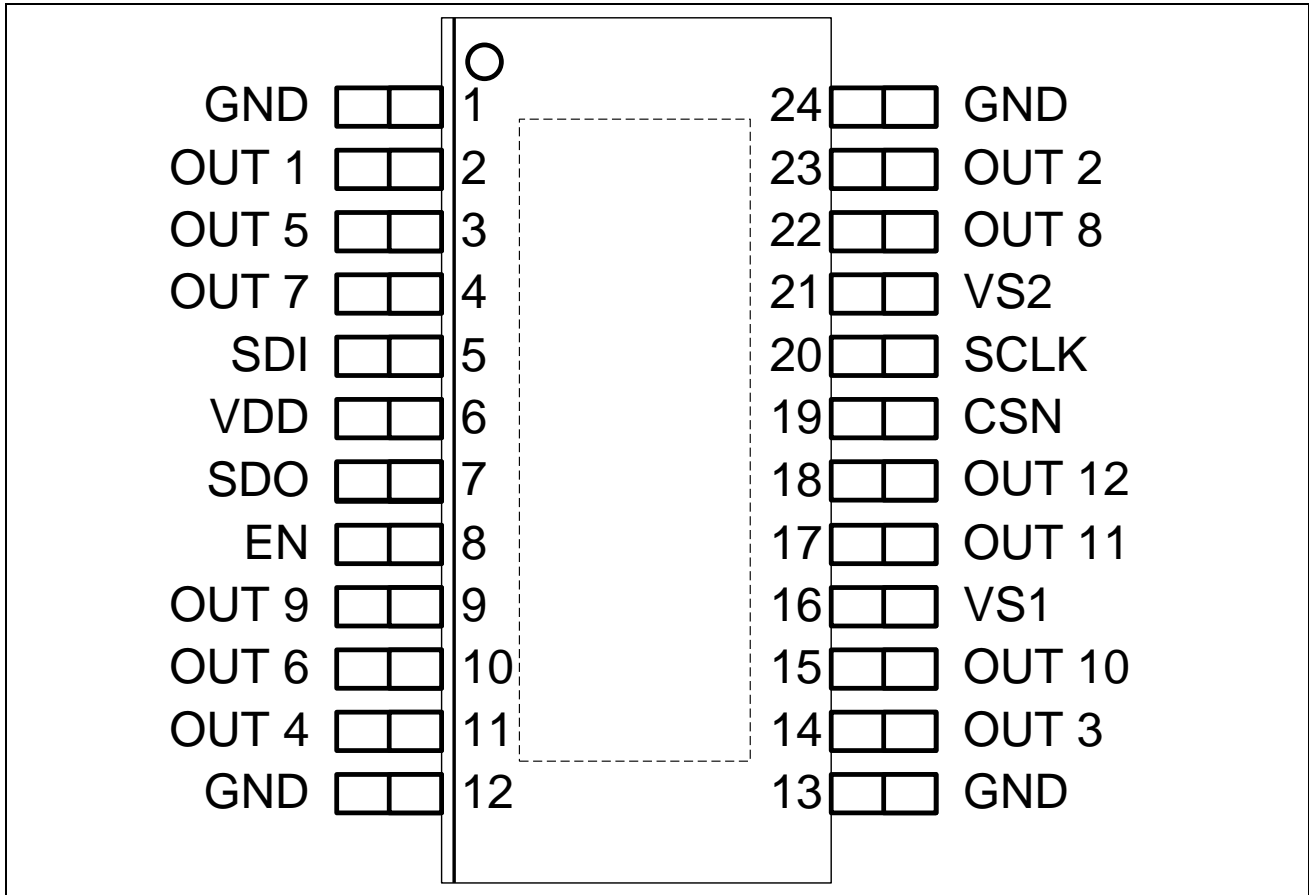 GND 1 24 GND
OUT 1 2 23 OUT 2
OUT 5 3 22 OUT 8
OUT 7 4 21 VS2
SDI 5 20 SCLK
VDD 6 19 CSN
SDO 7 18 OUT 12
EN 8 17 OUT 11
OUT 9 9 16 VS1
OUT 6 10 15 OUT 10
OUT 4 11 14 OUT 3
GND 12 13 GND